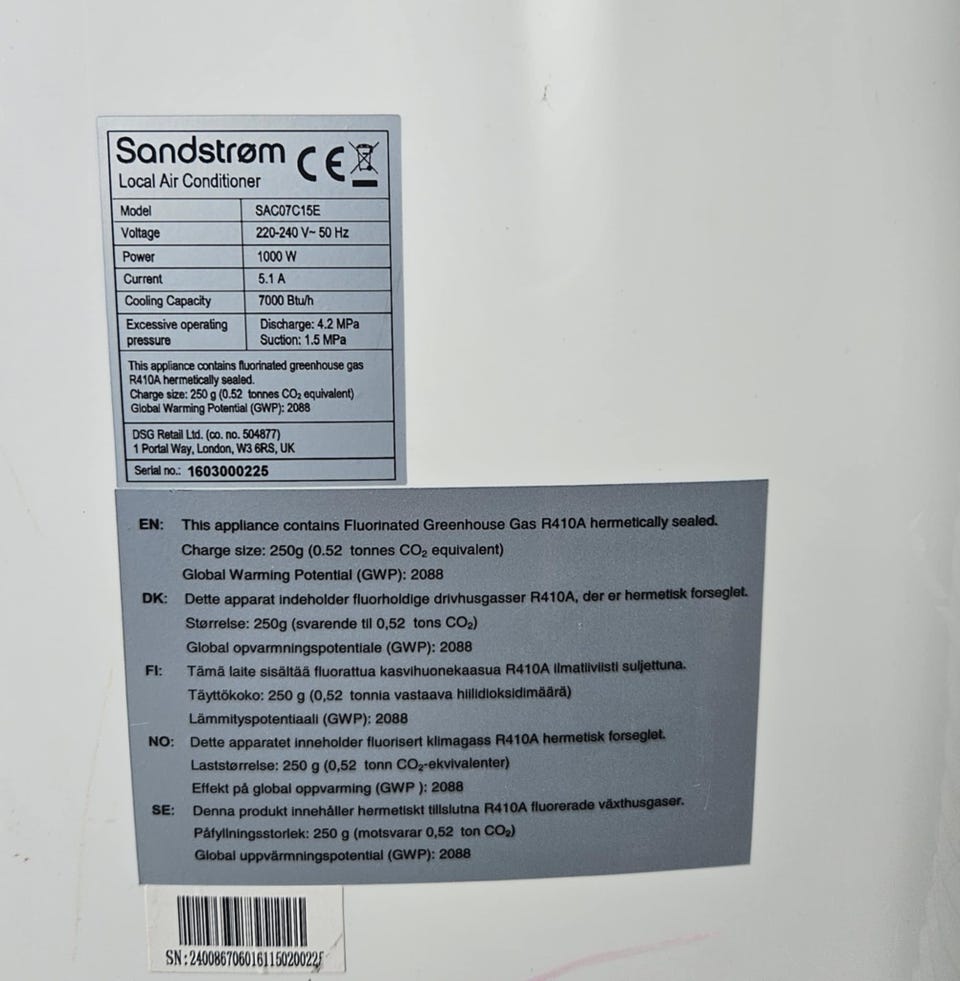 Sandstrøm
Local Air Conditioner
CE
Model SAC07C15E
Voltage 220-240 V~ 50 Hz
Power 1000 W
Current 5.1 A
Cooling Capacity 7000 Btu/h
Excessive operating pressure Discharge: 4.2 MPa
Suction: 1.5 MPa
This appliance contains fluorinated greenhouse gas
R410A hermetically sealed.
Charge size: 250 g (0.52 tonnes CO₂ equivalent)
Global Warming Potential (GWP): 2088
DSG Retail Ltd. (co. no. 504877)
1 Portal Way, London, W3 6RS, UK
Serial no.: 1603000225
EN: This appliance contains Fluorinated Greenhouse Gas R410A hermetically sealed.
Charge size: 250g (0.52 tonnes CO₂ equivalent)
Global Warming Potential (GWP): 2088
DK: Dette apparat indeholder fluorholdige drivhusgasser R410A, der er hermetisk forseglet.
Størrelse: 250g (svarende til 0,52 tons CO₂)
Global opvarmningspotentiale (GWP): 2088
FI: Tämä laite sisältää fluorattua kasvihuonekaasua R410A ilmatiiviisti suljettuna.
Täyttökoko: 250 g (0,52 tonnia vastaava hiilidioksidimäärä)
Lämmityspotentiaali (GWP): 2088
NO: Dette apparatet inneholder fluorisert klimagass R410A hermetisk forseglet.
Laststørrelse: 250 g (0,52 tonn CO₂-ekvivalenter)
Effekt på global oppvarming (GWP ): 2088
SE: Denna produkt innehåller hermetiskt tillslutna R410A fluorerade växthusgaser.
Påfyllningsstorlek: 250 g (motsvarar 0,52 ton CO₂)
Global uppvärmningspotential (GWP): 2088
SN: